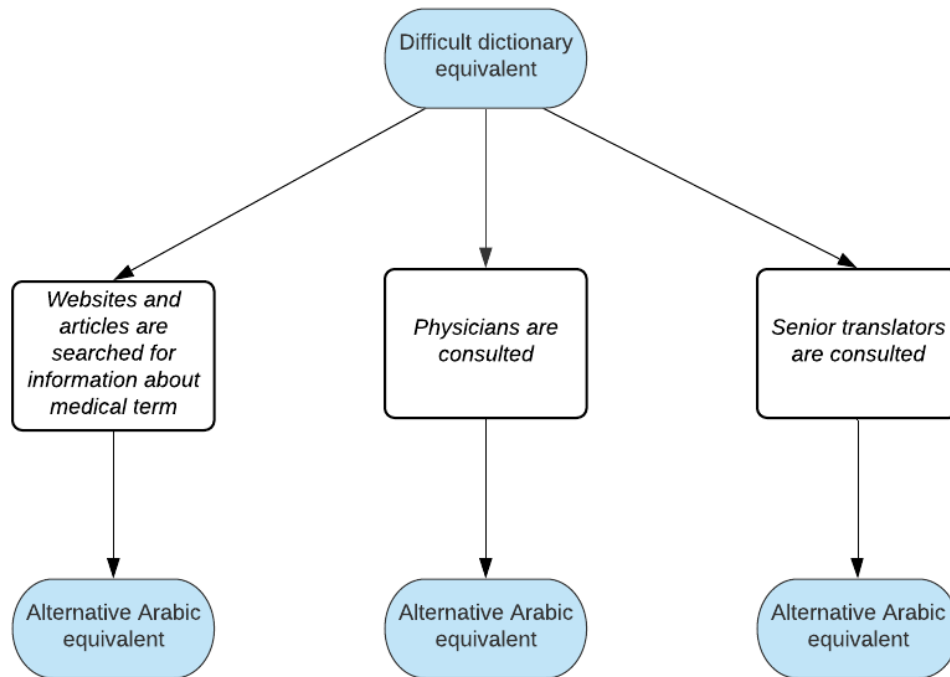 Difficult dictionary
equivalent
Websites and
articles are
searched for
information about
medical term
Physicians are
consulted
Senior translators
are consulted
Alternative Arabic
equivalent
Alternative Arabic
equivalent
Alternative Arabic
equivalent